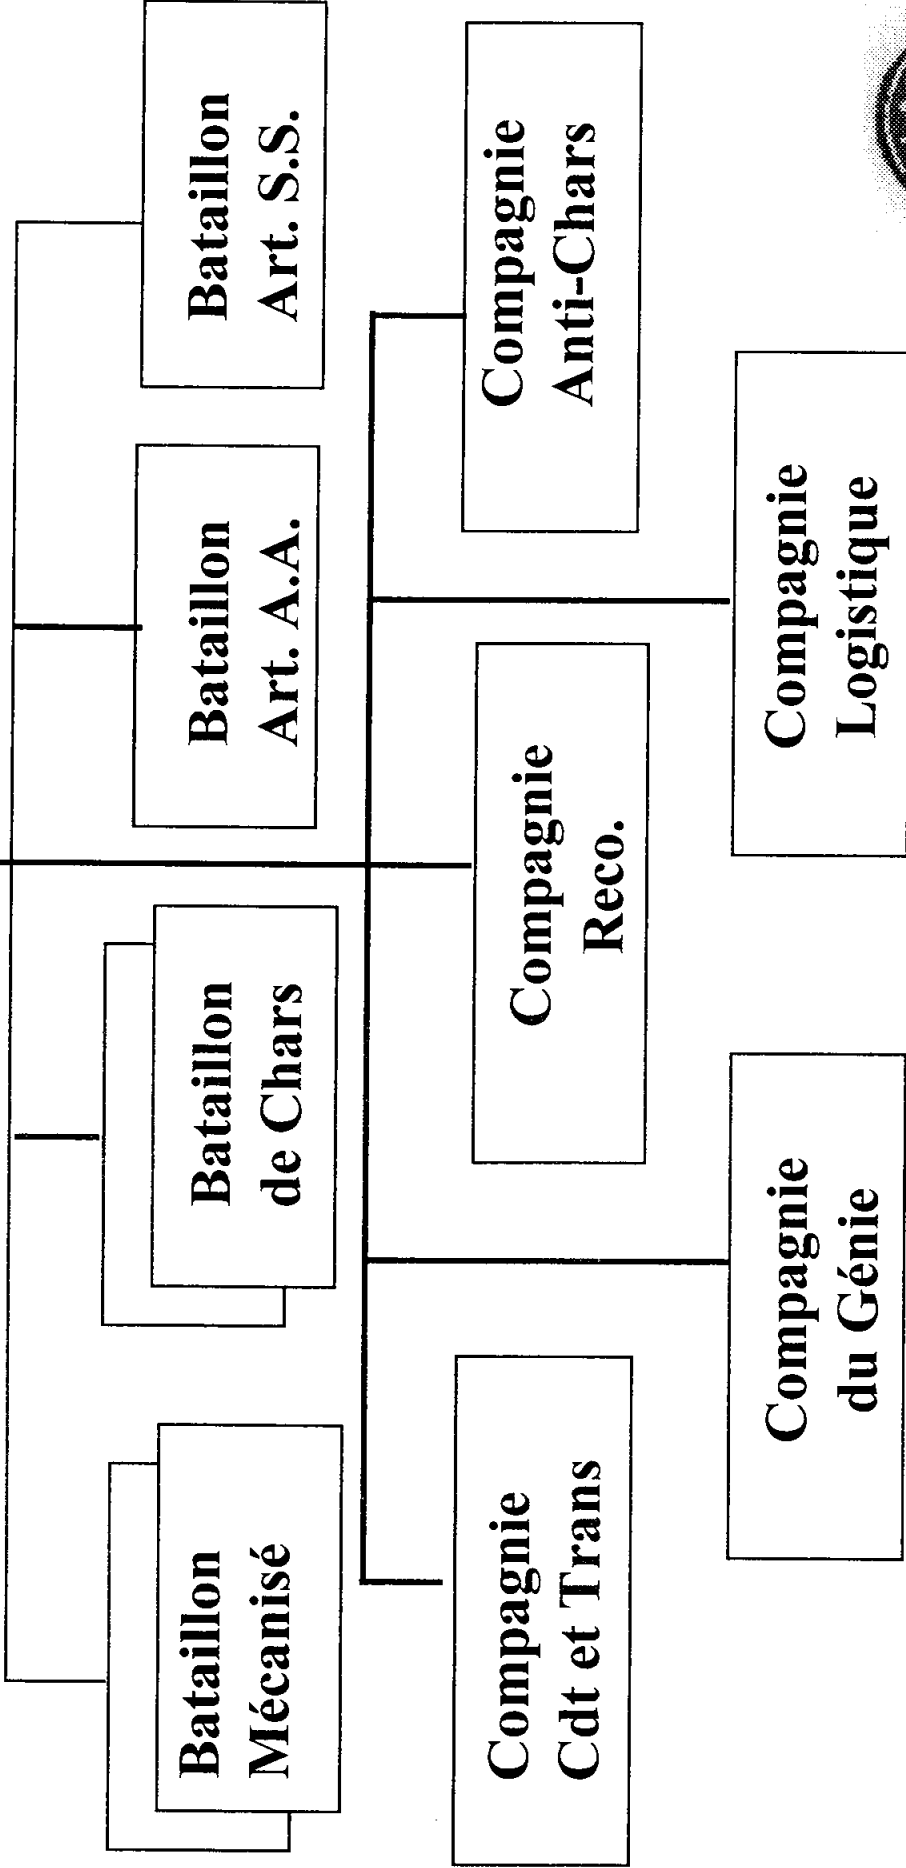 Bataillon
Mécanisé
Bataillon
de Chars
Bataillon
Art. A.A.
Bataillon
Art. S.S.
Compagnie
Cdt et Trans
Compagnie
Reco.
Compagnie
Anti-Chars
Compagnie
du Génie
Compagnie
Logistique